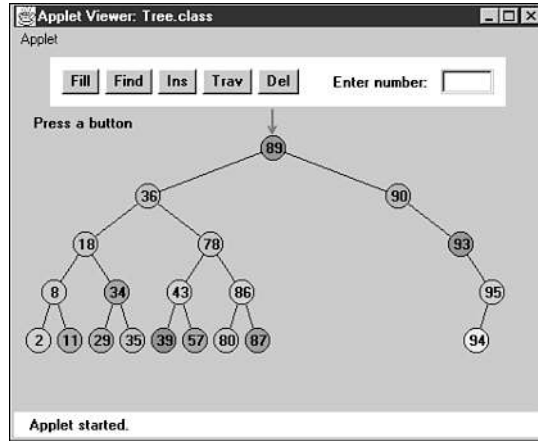 Applet Viewer: Tree.class
Applet
Fill Find Ins Trav Del Enter number:
Press a button
89
36 90
18 78 93
8 34 43 86 95
2 11 29 35 39 57 80 87 94
Applet started.